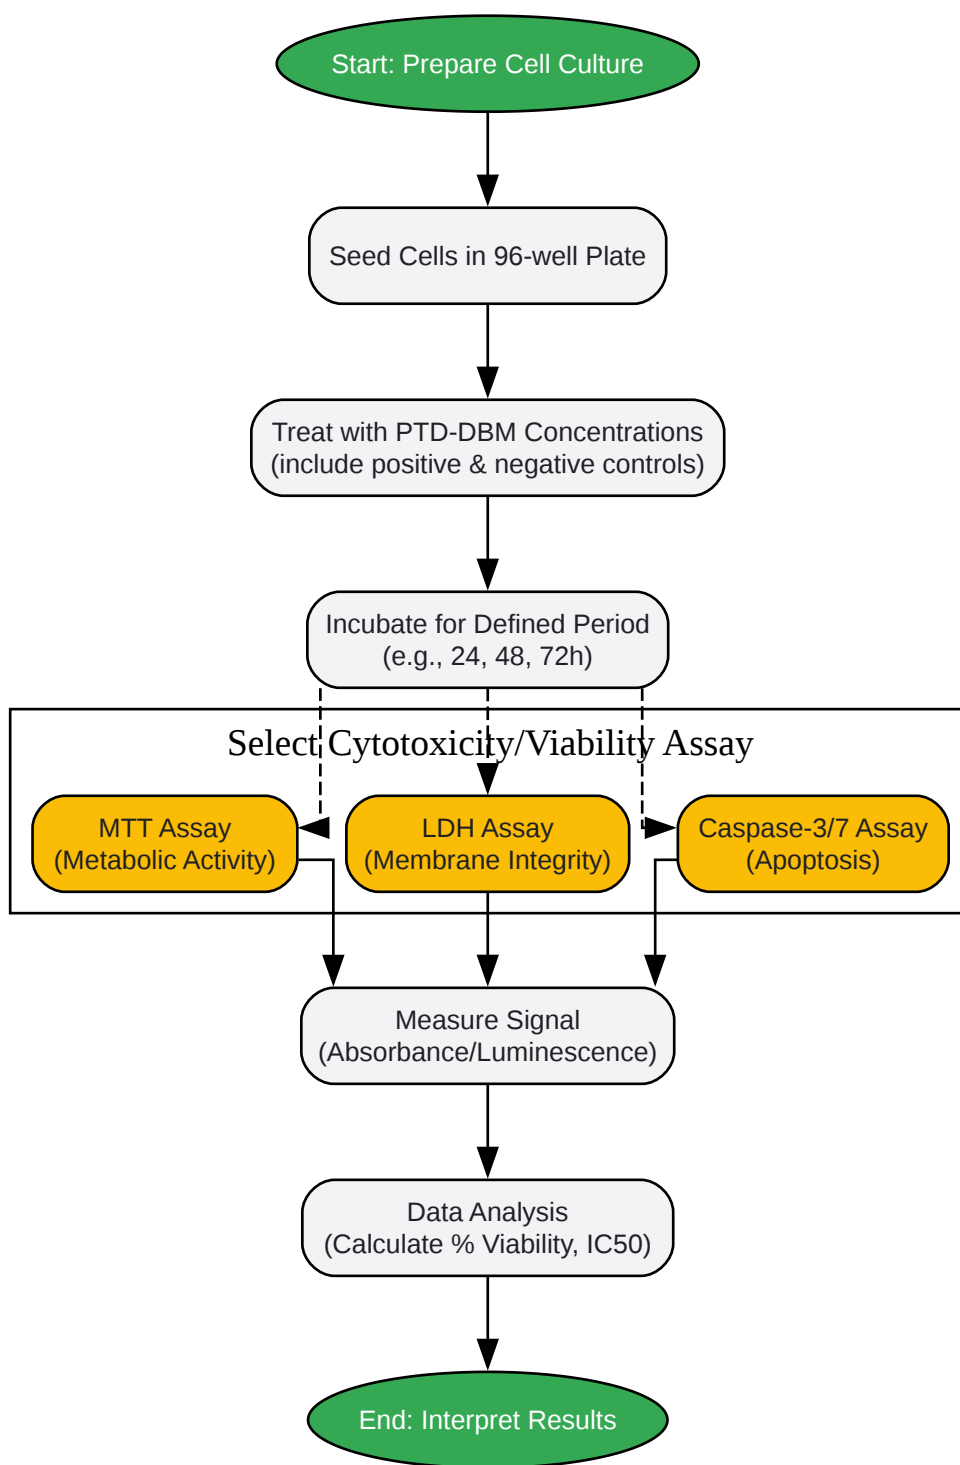 Start: Prepare Cell Culture
Seed Cells in 96-well Plate
Treat with PTD-DBM Concentrations
(include positive & negative controls)
Incubate for Defined Period
(e.g., 24, 48, 72h)
Select Cytotoxicity/Viability Assay
MTT Assay
(Metabolic Activity)
LDH Assay
(Membrane Integrity)
Caspase-3/7 Assay
(Apoptosis)
Measure Signal
(Absorbance/Luminescence)
Data Analysis
(Calculate % Viability, IC50)
End: Interpret Results